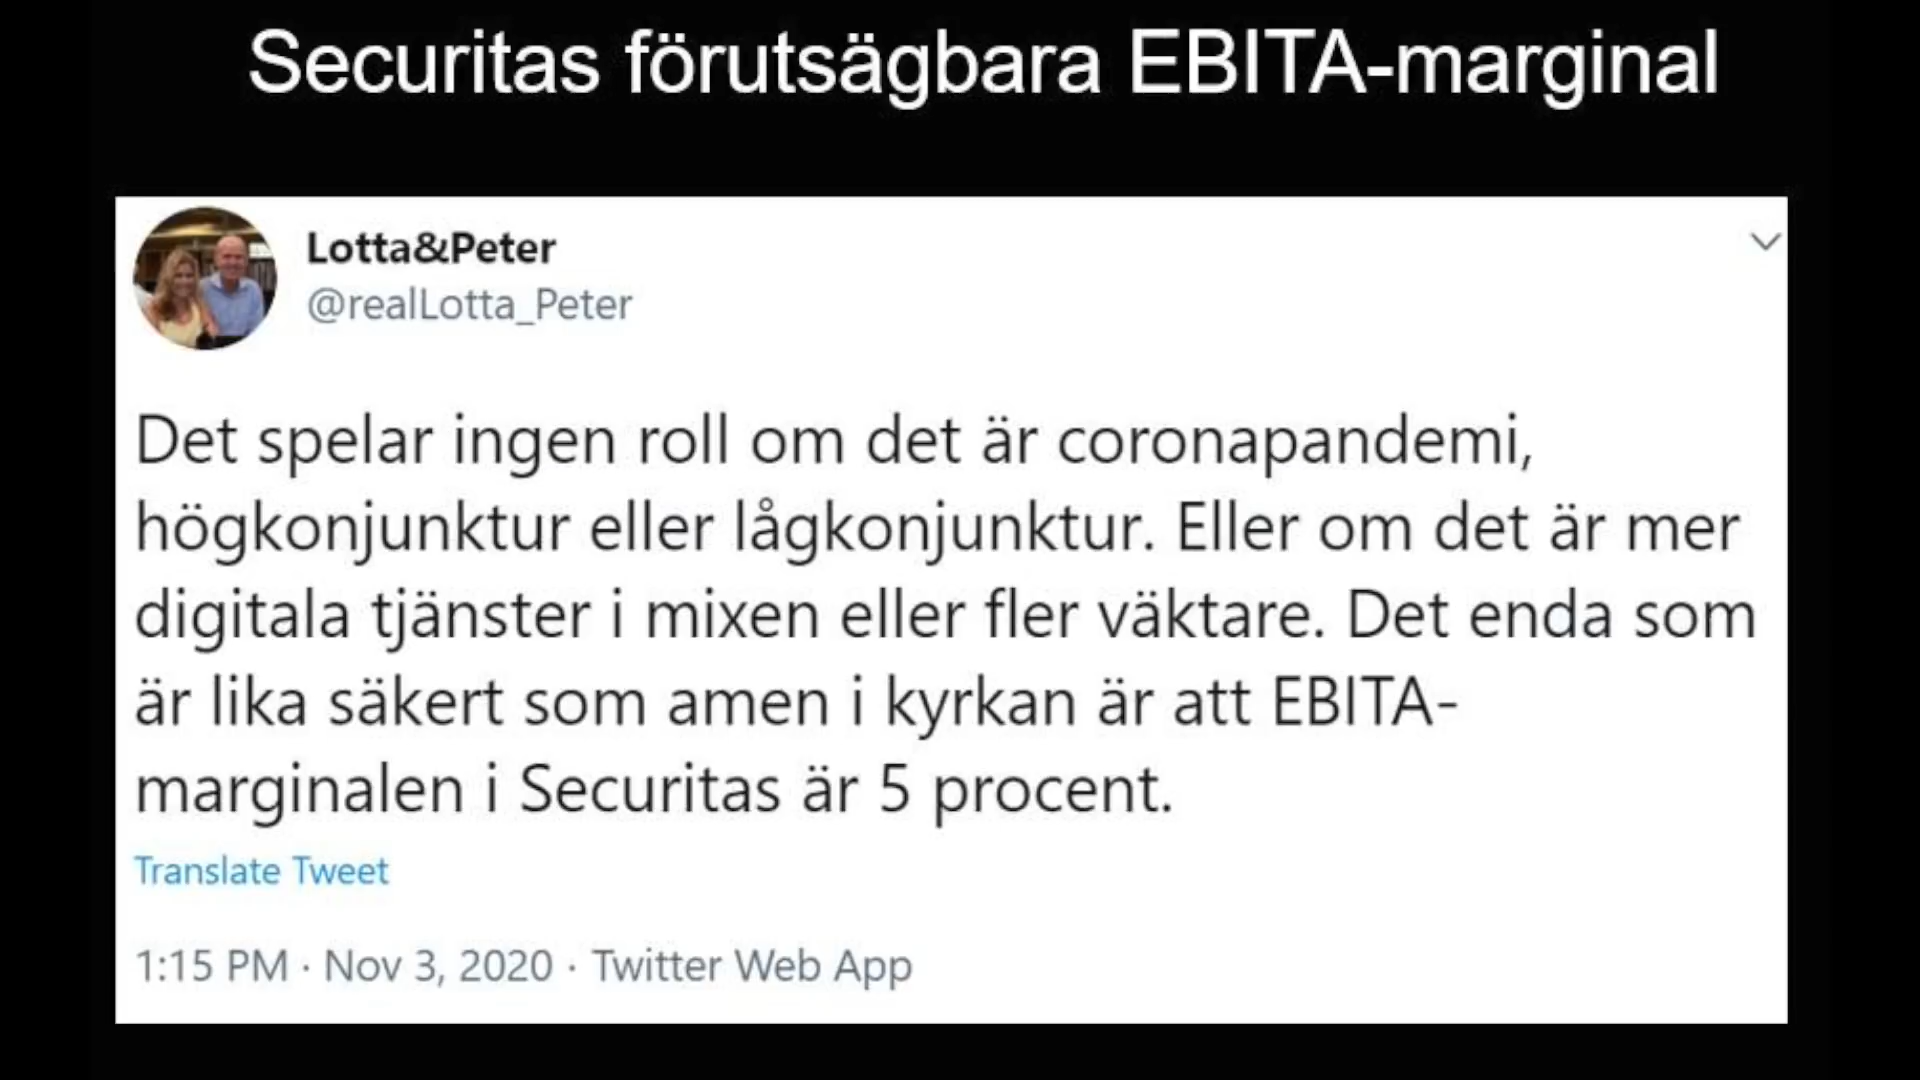 Securitas förutsägbara EBITA-marginal
Lotta&Peter
@realLotta_Peter
Det spelar ingen roll om det är coronapandemi,
högkonjunktur eller lågkonjunktur. Eller om det är mer
digitala tjänster i mixen eller fler väktare. Det enda som
är lika säkert som amen i kyrkan är att EBITA-
marginalen i Securitas är 5 procent.
Translate Tweet
1:15 PM · Nov 3, 2020 · Twitter Web App